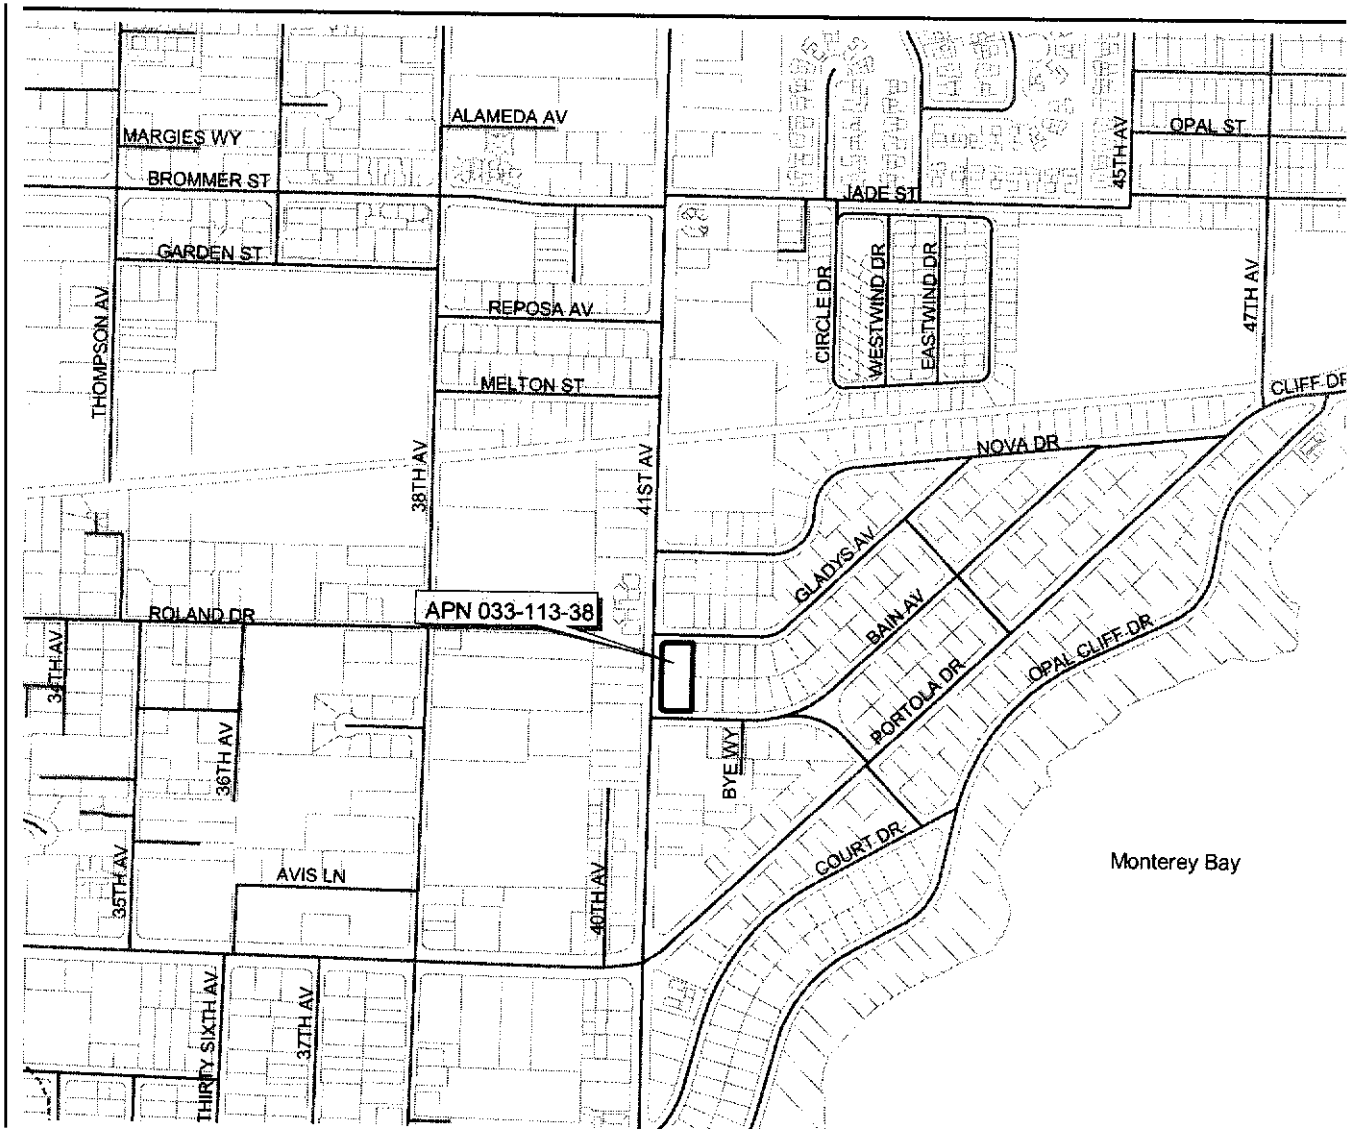 ALAMEDA AV
MARGIES WY
OPAL ST
45TH AV
BROMMER ST
JADE ST
GARDEN ST
THOMPSON AV
REPOSA AV
CIRCLE DR
WESTWIND DR
EASTWIND DR
47TH AV
MELTON ST
CLIFF DR
NOVA DR
38TH AV
41ST AV
GLADYS AV
APN 033-113-38
ROLAND DR
BAIN AV
34TH AV
OPAL CLIFF DR
PORTOLA DR
36TH AV
BYE WY
COURT DR
Monterey Bay
AVIS LN
35TH AV
40TH AV
THIRTY SIXTH AV
37TH AV